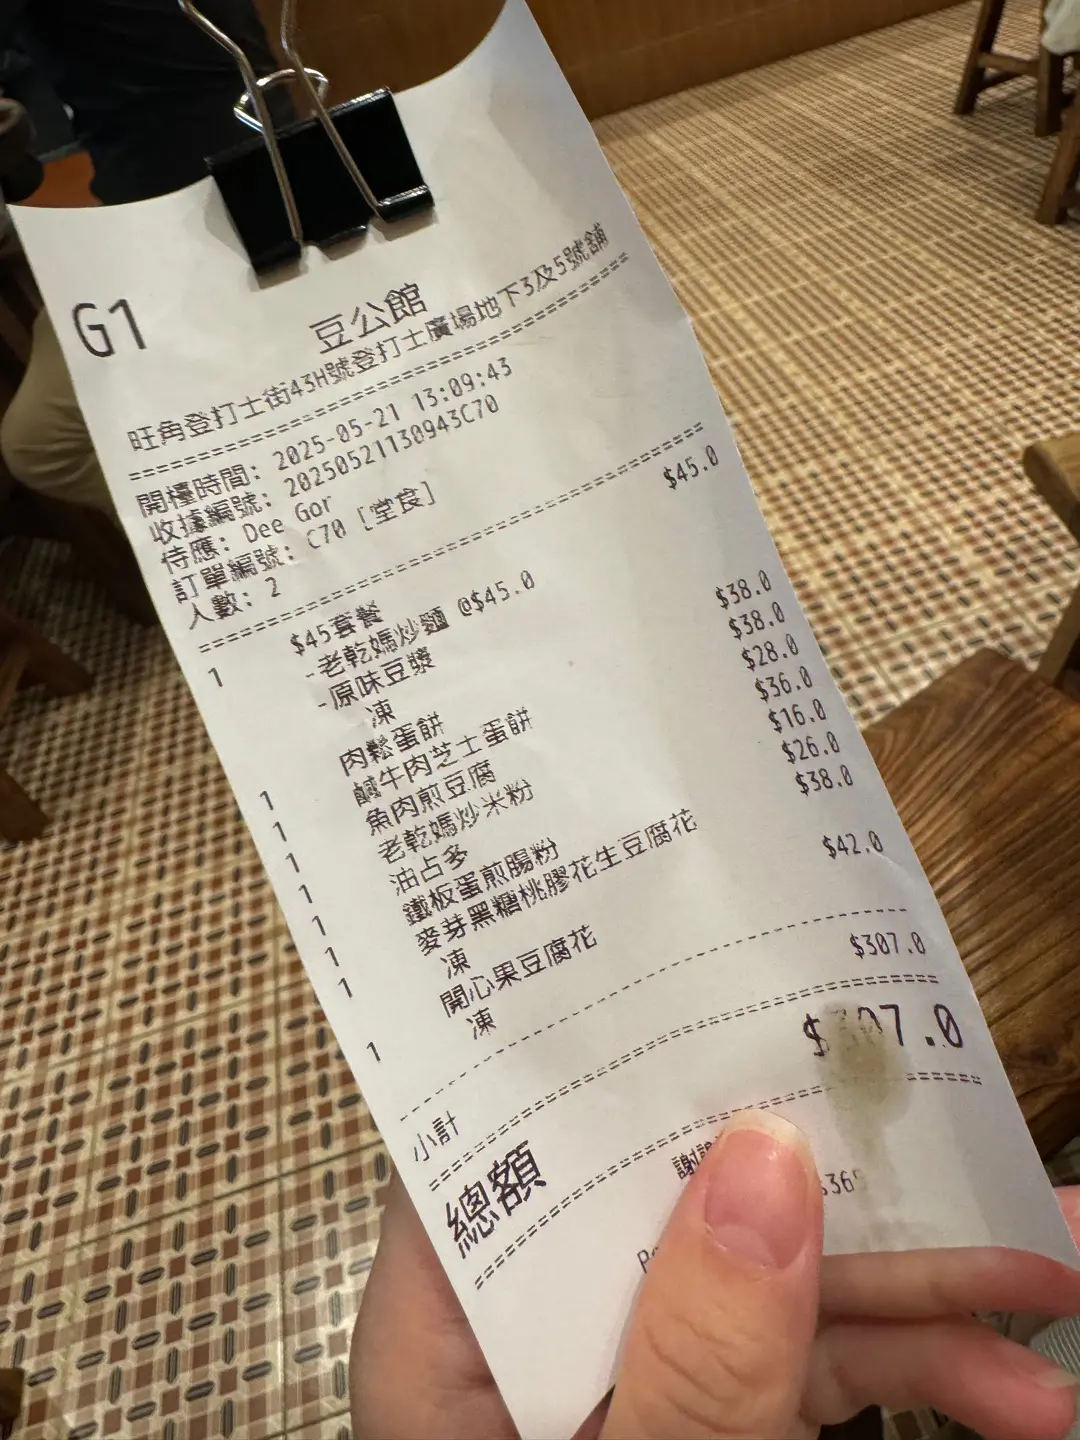 G1
豆公館
旺角登打士街43H號登打士廣場地下3及5號舖
開檯時間: 2025-05-21 13:09:43
收據編號: 20250521130943C70
侍應: Dee Gor
訂單編號: C70 [堂食]
人數: 2
1 $45套餐 $45.0
-老乾媽炒麵 @$45.0
-原味豆漿
凍
1 肉鬆蛋餅 $38.0
1 鹹牛肉芝士蛋餅 $38.0
1 魚肉煎豆腐 $28.0
1 老乾媽炒米粉 $36.0
1 油占多 $16.0
1 鐵板蛋煎腸粉 $26.0
1 麥芽黑糖桃膠花生豆腐花 $38.0
凍
1 開心果豆腐花 $42.0
凍
小計 $307.0
總額 $307.0